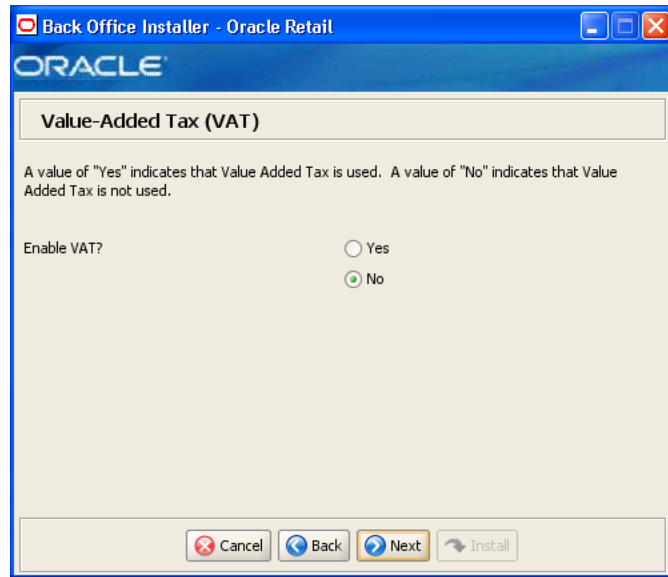 Back Office Installer - Oracle Retail
ORACLE
Value-Added Tax (VAT)
A value of "Yes" indicates that Value Added Tax is used.  A value of "No" indicates that Value
Added Tax is not used.
Enable VAT?
Yes
No
Cancel
Back
Next
Install